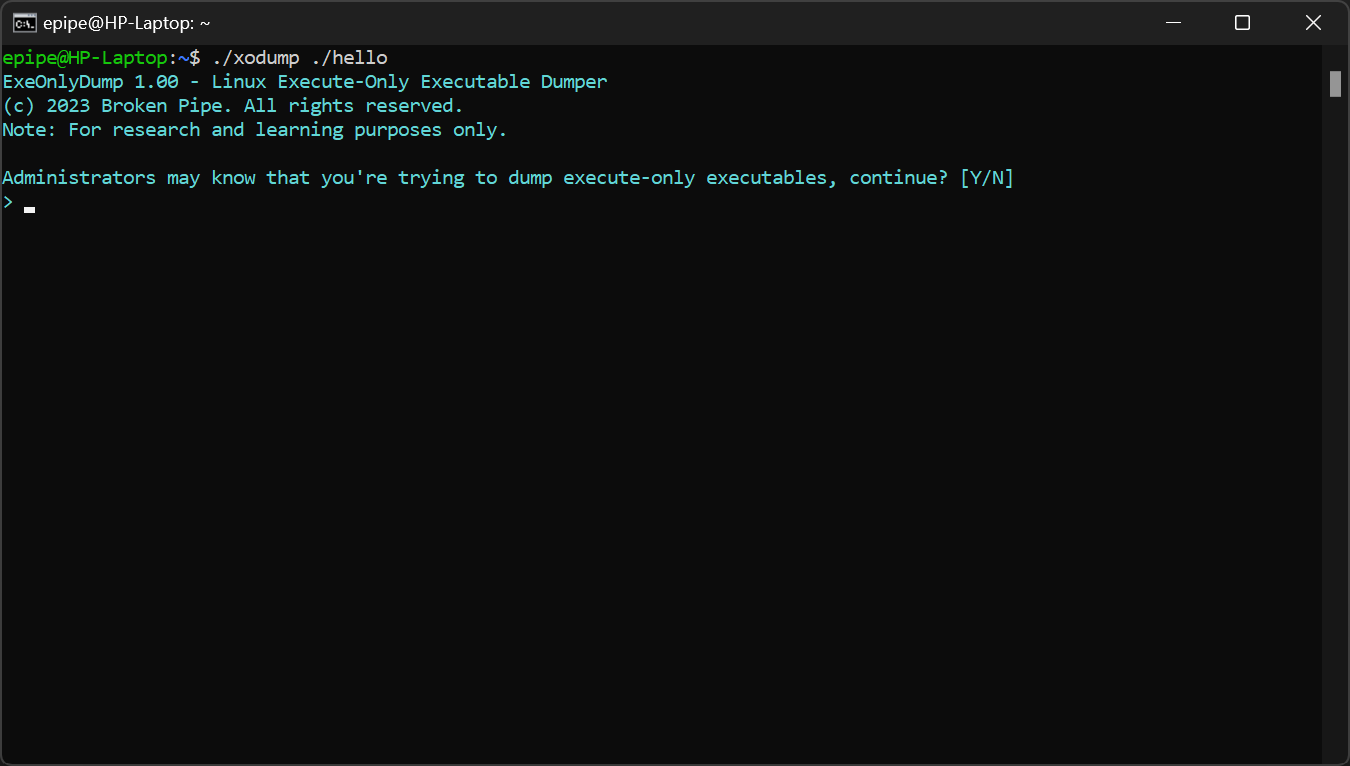 epipe@HP-Laptop: ~
epipe@HP-Laptop:~$ ./xodump ./hello
ExeOnlyDump 1.00 - Linux Execute-Only Executable Dumper
(c) 2023 Broken Pipe. All rights reserved.
Note: For research and learning purposes only.
Administrators may know that you're trying to dump execute-only executables, continue? [Y/N]
>